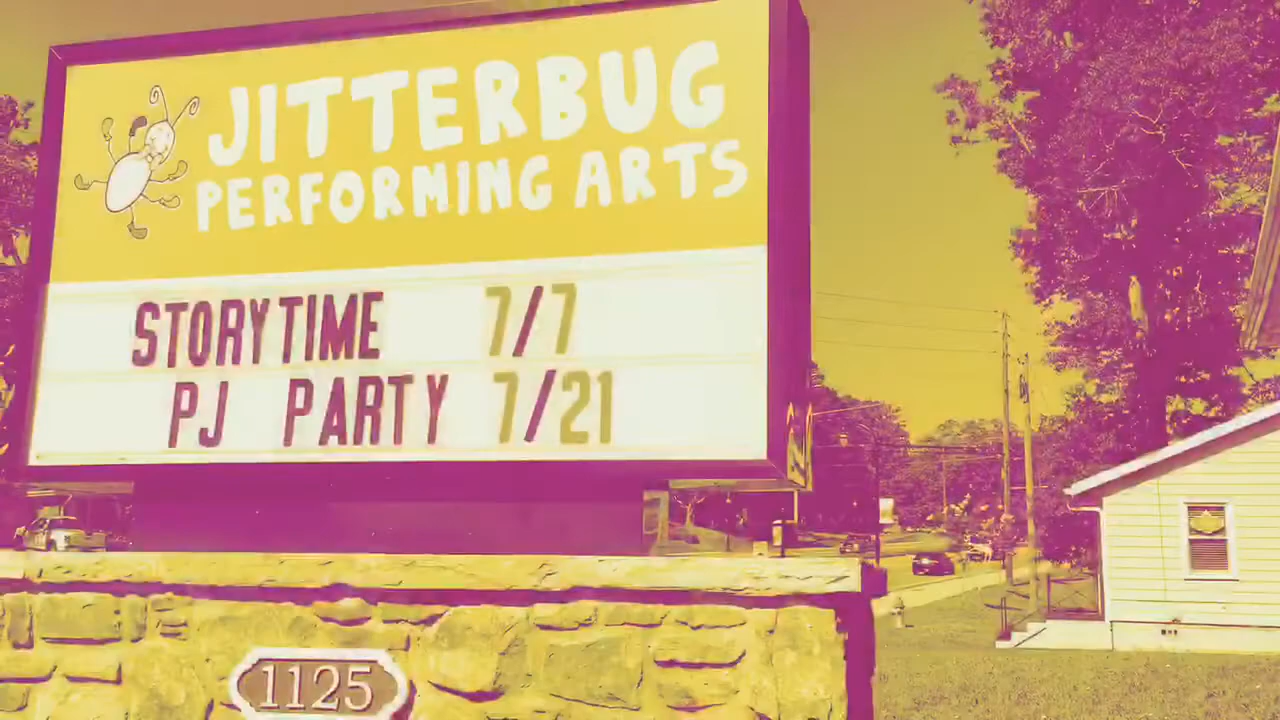 JITTERBUG
PERFORMING ARTS
STORYTIME 7/7
PJ PARTY 7/21
1125